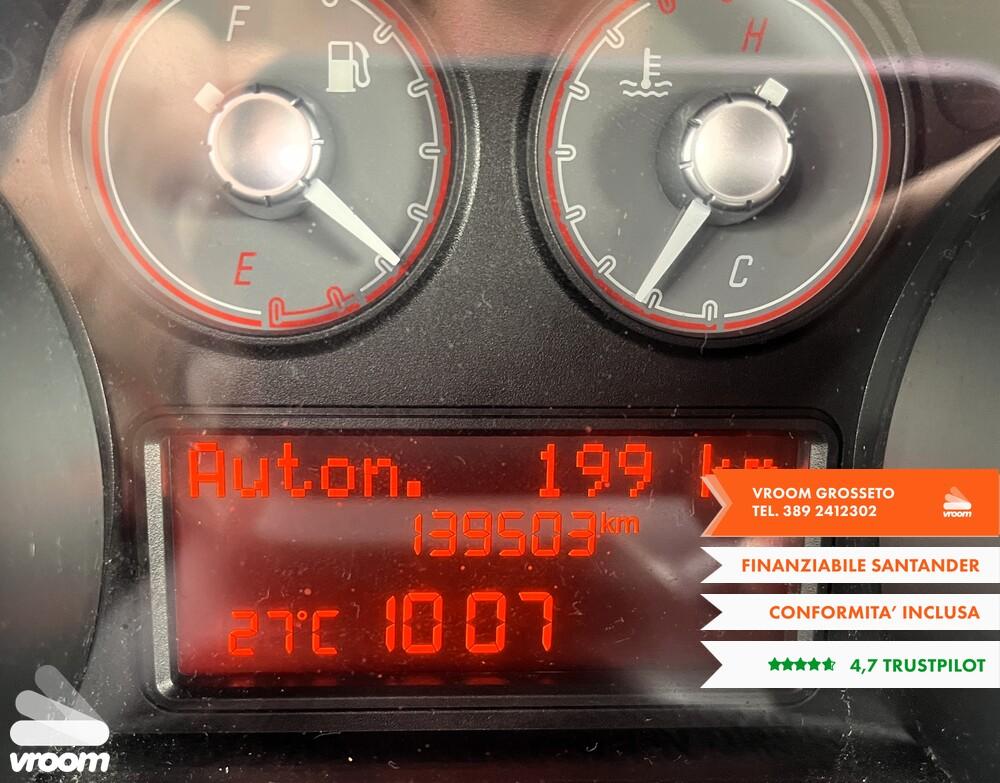 F
H
E
C
Auton. 199 km
139503km
27°C 10 07
VROOM GROSSETO
TEL. 389 2412302
vroom
FINANZIABILE SANTANDER
CONFORMITA’ INCLUSA
4,7 TRUSTPILOT
vroom